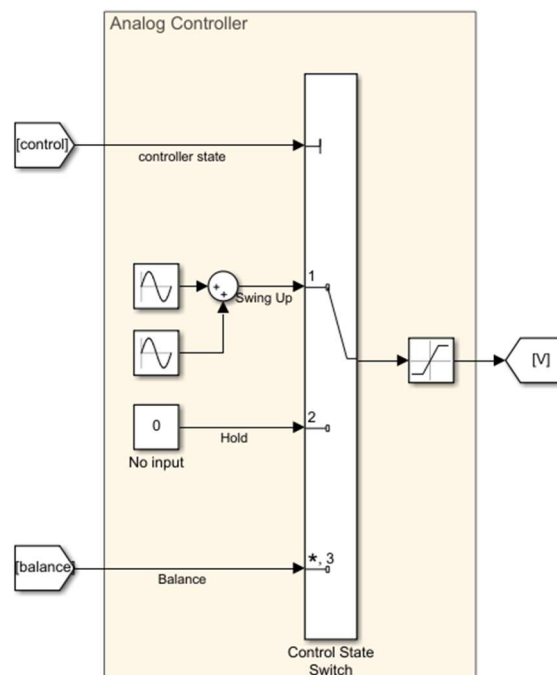 Analog Controller
[control]
controller state
1
Swing Up
0
No input
2
Hold
[V]
[balance]
Balance
*, 3
Control State
Switch